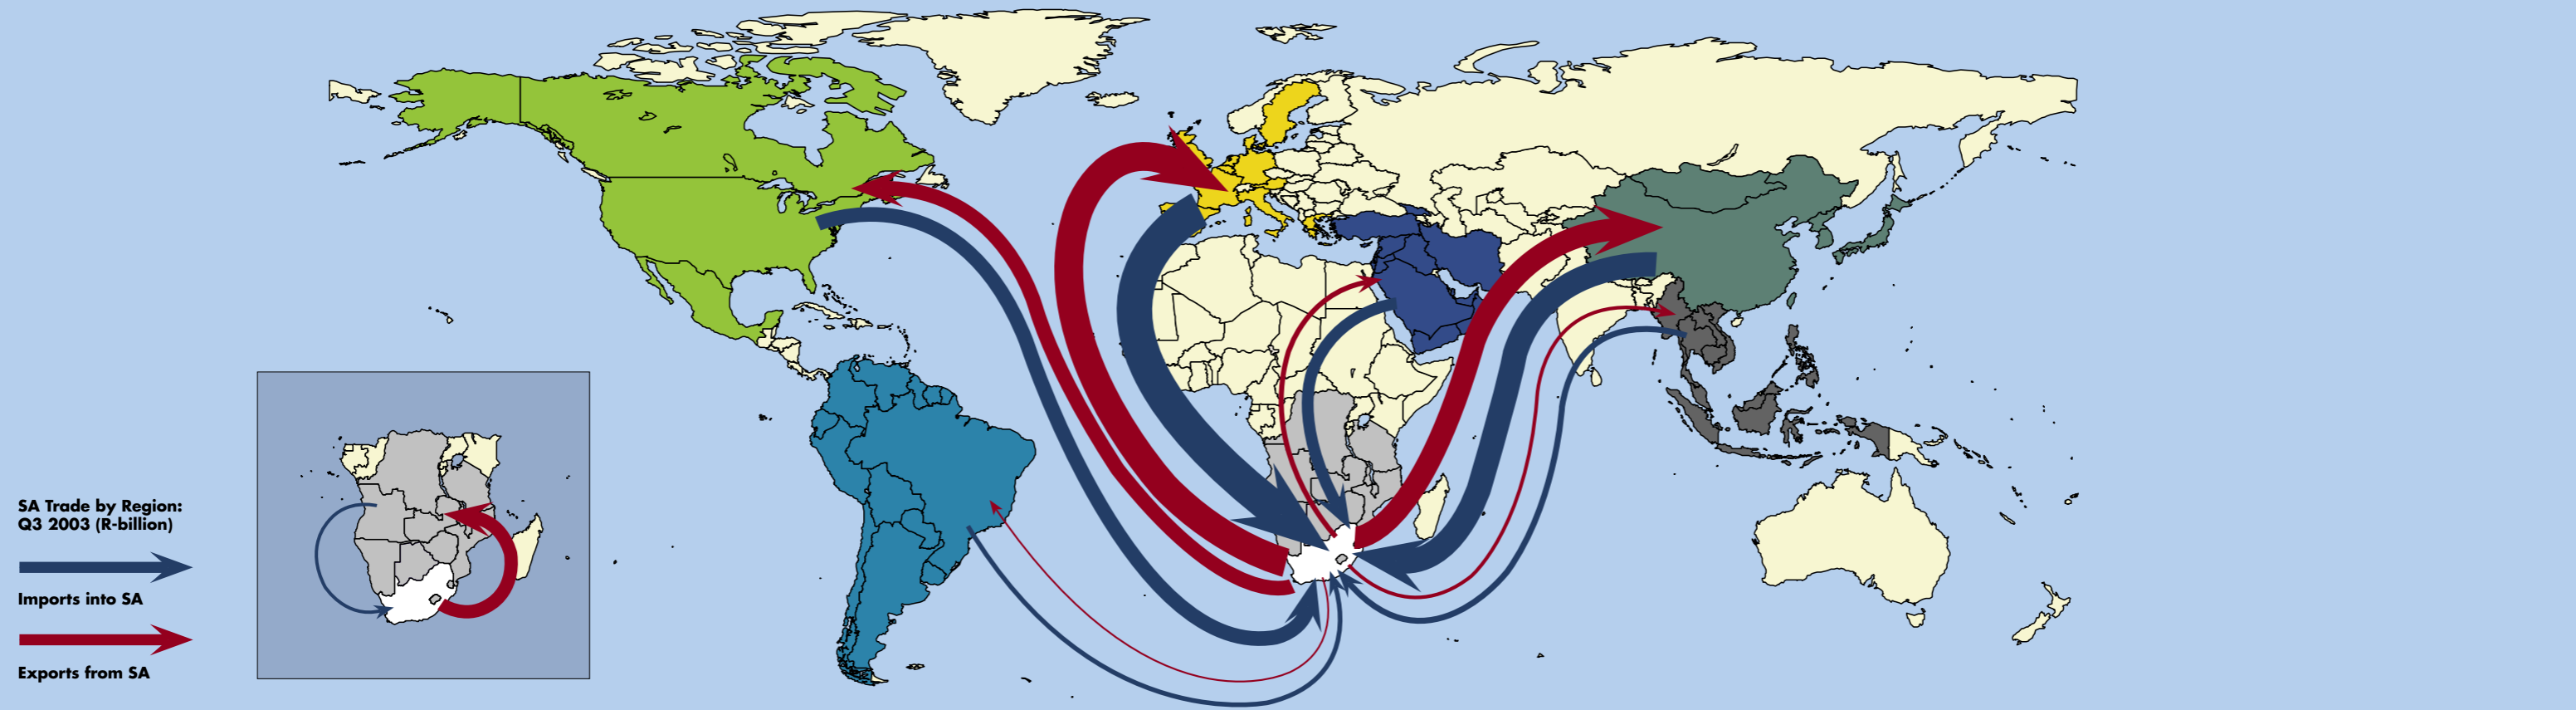 SA Trade by Region:
Q3 2003 (R-billion)
Imports into SA
Exports from SA